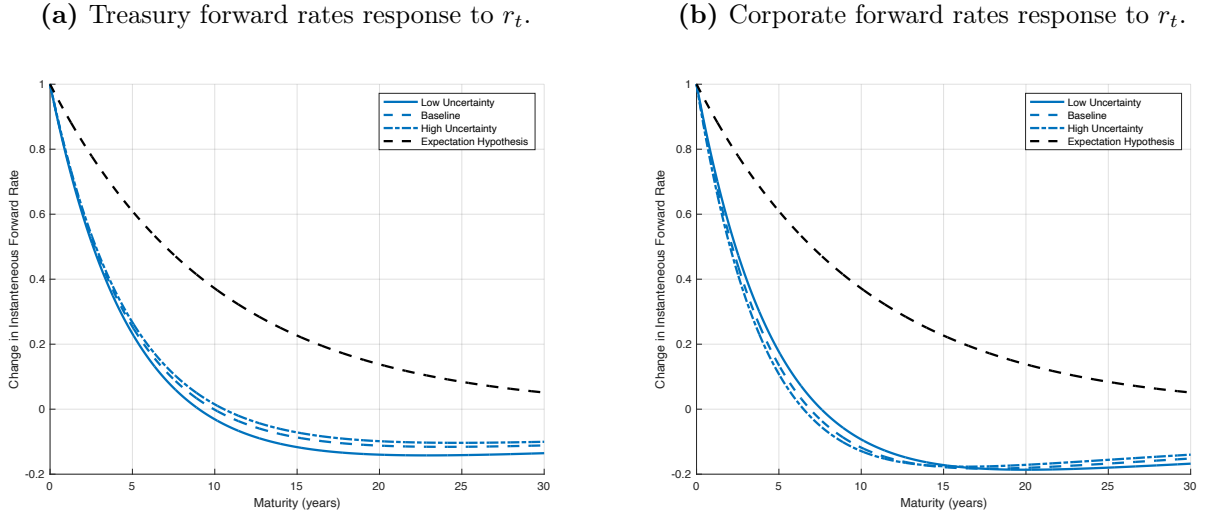 (a) Treasury forward rates response to r_t.
1
0.8
0.6
0.4
0.2
0
-0.2
0
5
10
15
20
25
30
Change in Instanteneous Forward Rate
Maturity (years)
Low Uncertainty
Baseline
High Uncertainty
Expectation Hypothesis
(b) Corporate forward rates response to r_t.
1
0.8
0.6
0.4
0.2
0
-0.2
0
5
10
15
20
25
30
Change in Instanteneous Forward Rate
Maturity (years)
Low Uncertainty
Baseline
High Uncertainty
Expectation Hypothesis